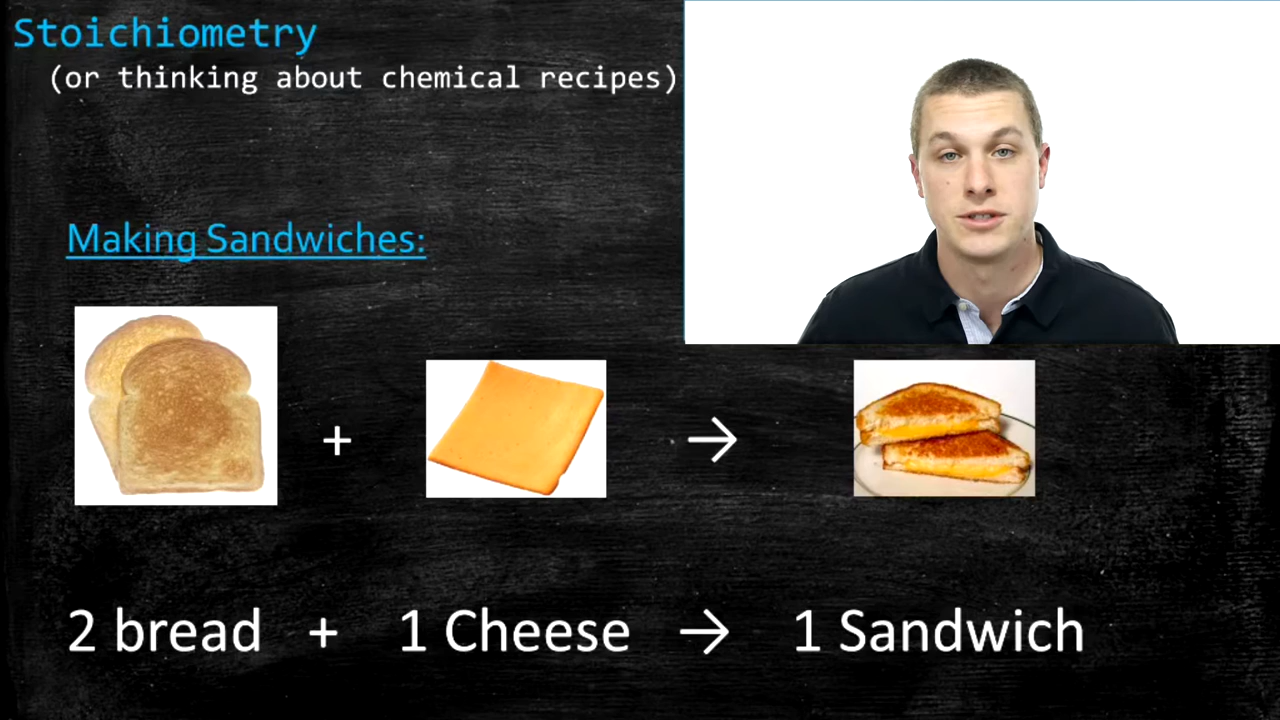 Stoichiometry
(or thinking about chemical recipes)
Making Sandwiches:
+ →
2 bread + 1 Cheese → 1 Sandwich